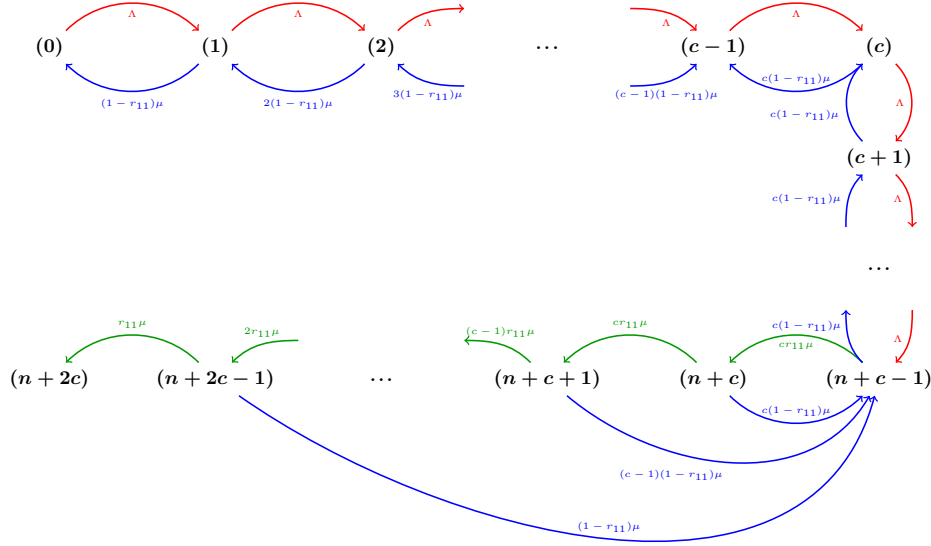 Λ Λ Λ Λ Λ
(0) (1) (2) ... (c − 1) (c)
(1 − r₁₁)μ 2(1 − r₁₁)μ 3(1 − r₁₁)μ (c − 1)(1 − r₁₁)μ c(1 − r₁₁)μ
c(1 − r₁₁)μ Λ
(c + 1)
c(1 − r₁₁)μ Λ
...
r₁₁μ 2r₁₁μ (c − 1)r₁₁μ cr₁₁μ c(1 − r₁₁)μ Λ
cr₁₁μ
(n + 2c) (n + 2c − 1) ... (n + c + 1) (n + c) (n + c − 1)
c(1 − r₁₁)μ
(c − 1)(1 − r₁₁)μ
(1 − r₁₁)μ